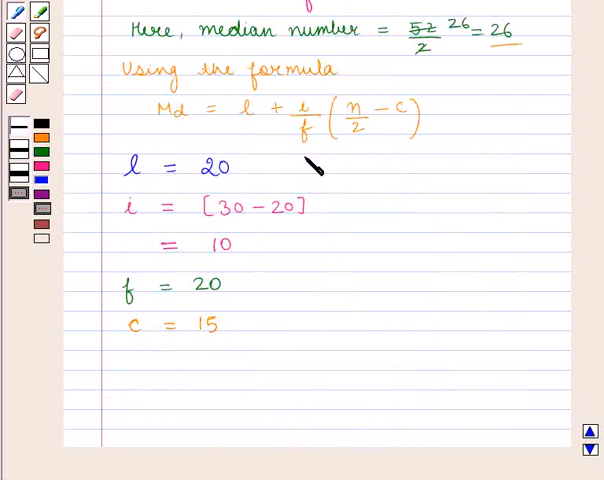 Here, median number = 52/2 26 = 26
Using the formula
Md = l + i/f ( n/2 - c )
l = 20
i = [30 - 20]
= 10
f = 20
c = 15